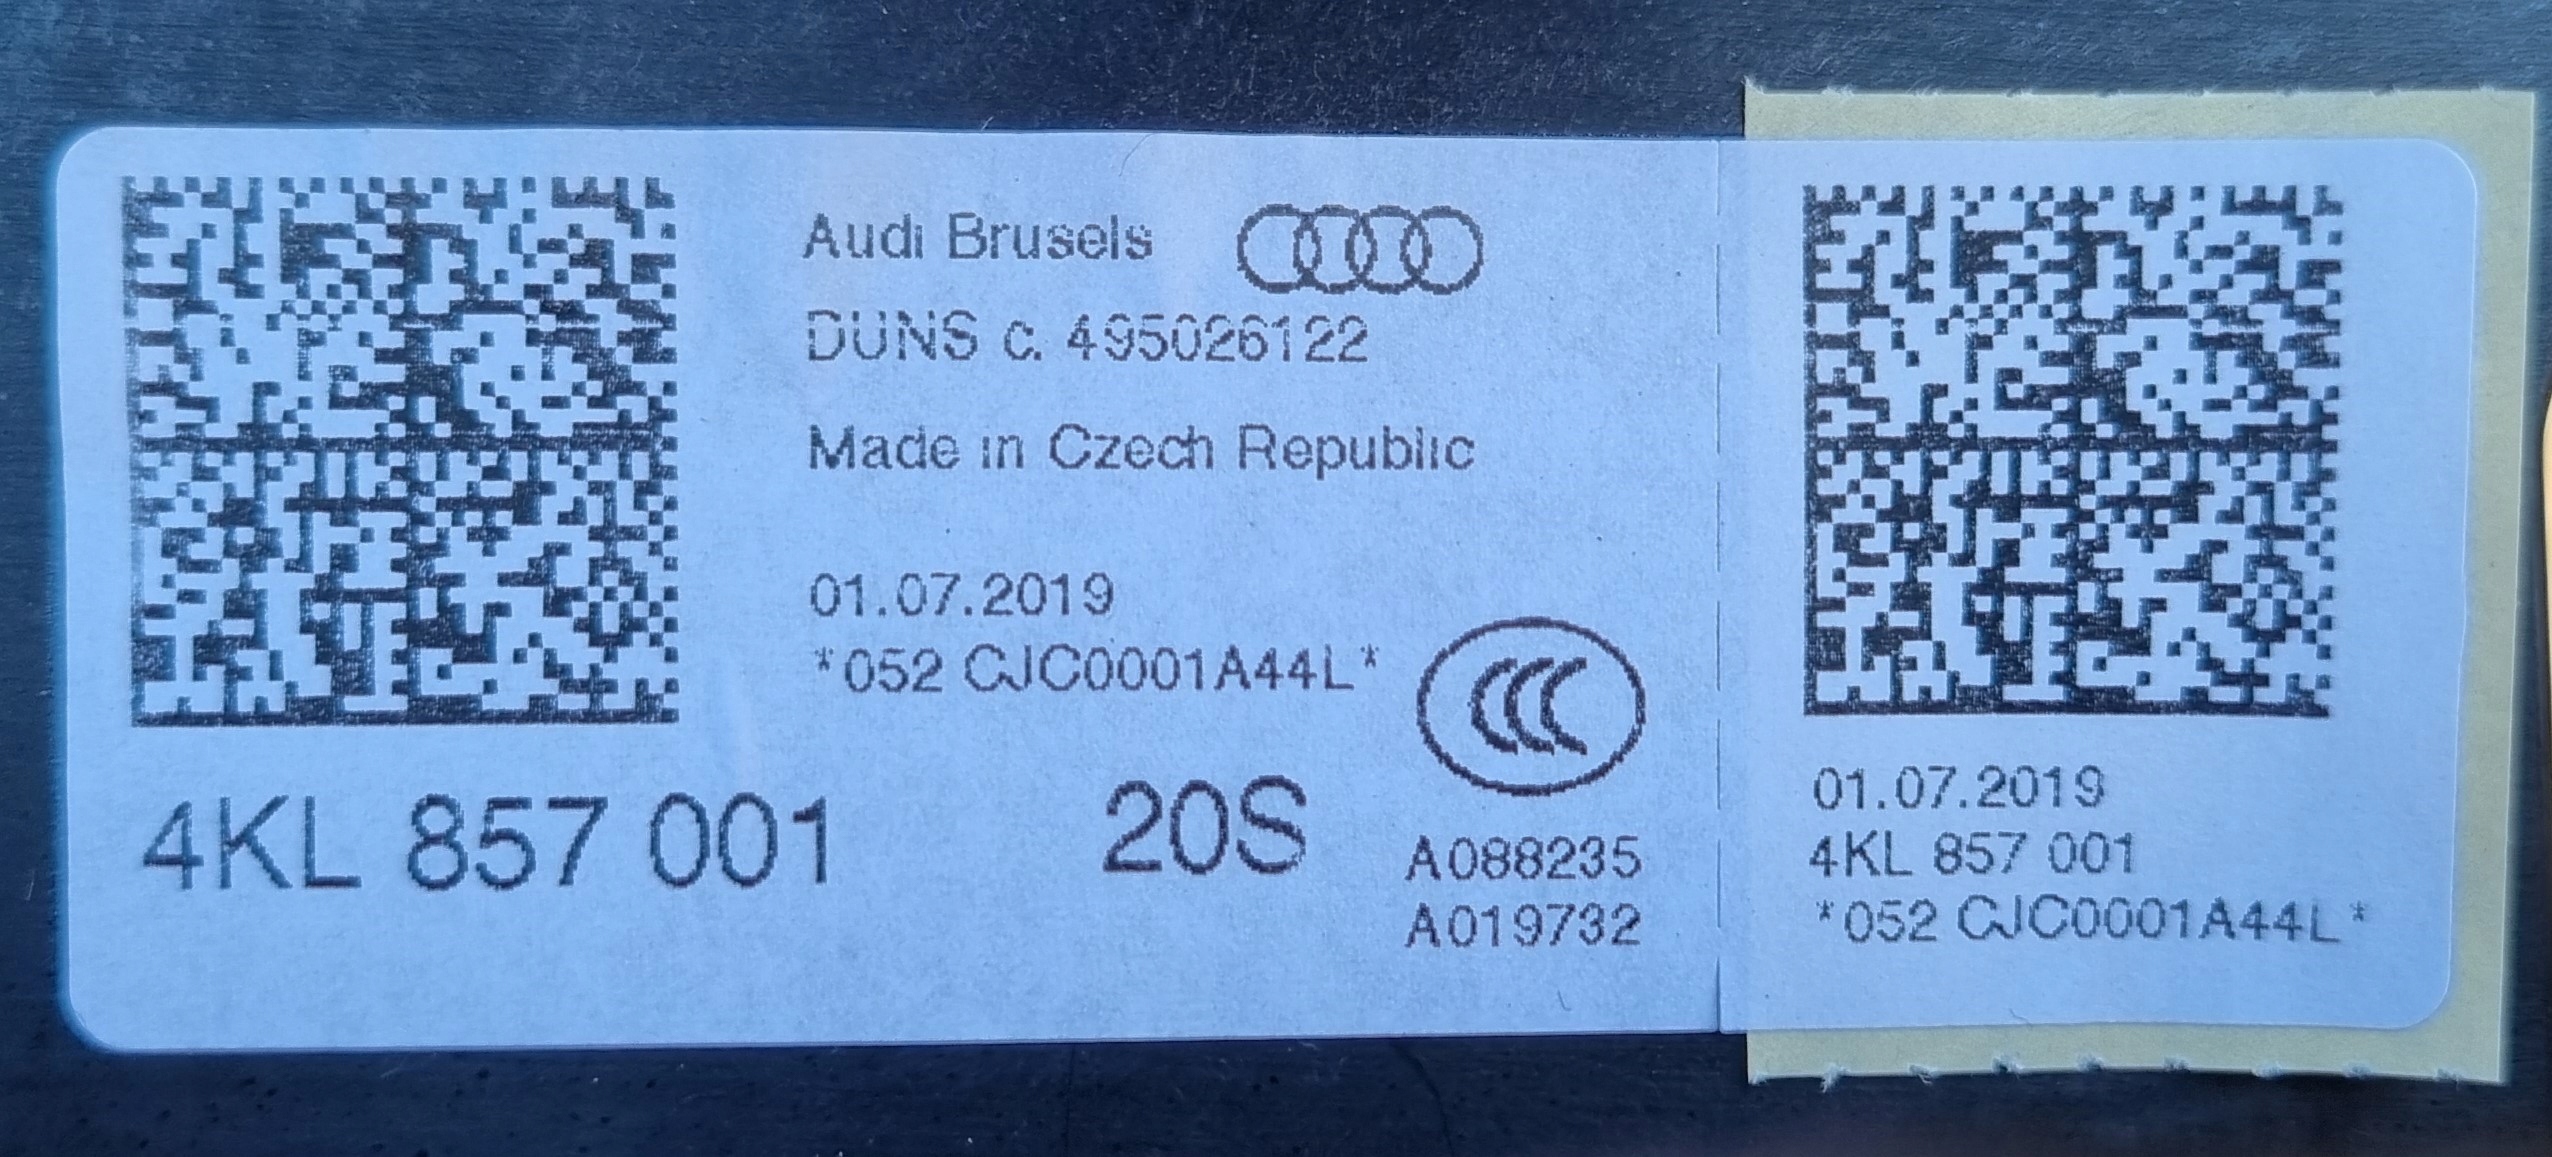 Audi Brusels
DUNS c. 495026122
Made in Czech Republic
01.07.2019
*052 CJC0001A44L*
4KL 857 001
20S
A088235
A019732
01.07.2019
4KL 857 001
*052 CJC0001A44L*